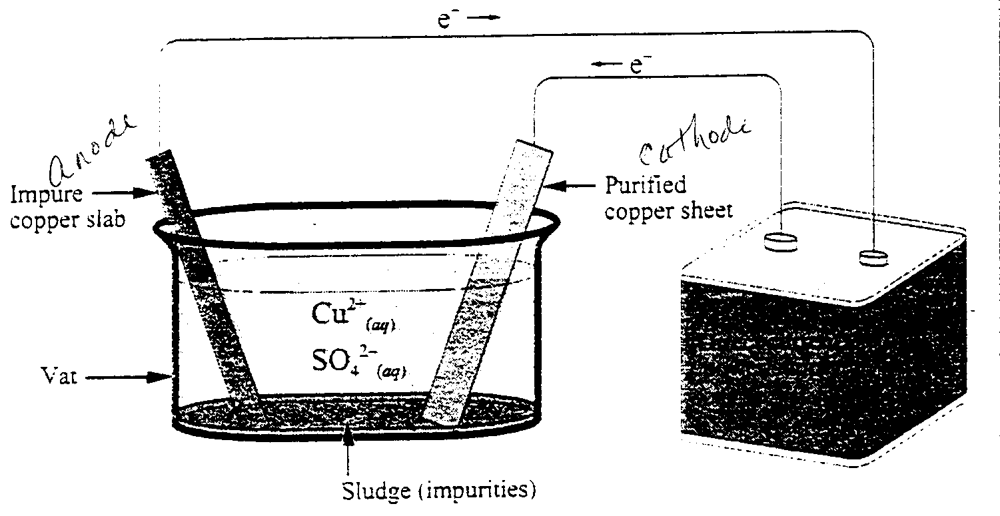 e⁻ →
← e⁻
anode
cathode
Impure
copper slab
Purified
copper sheet
Cu²⁺(aq)
SO₄²⁻(aq)
Vat
Sludge (impurities)